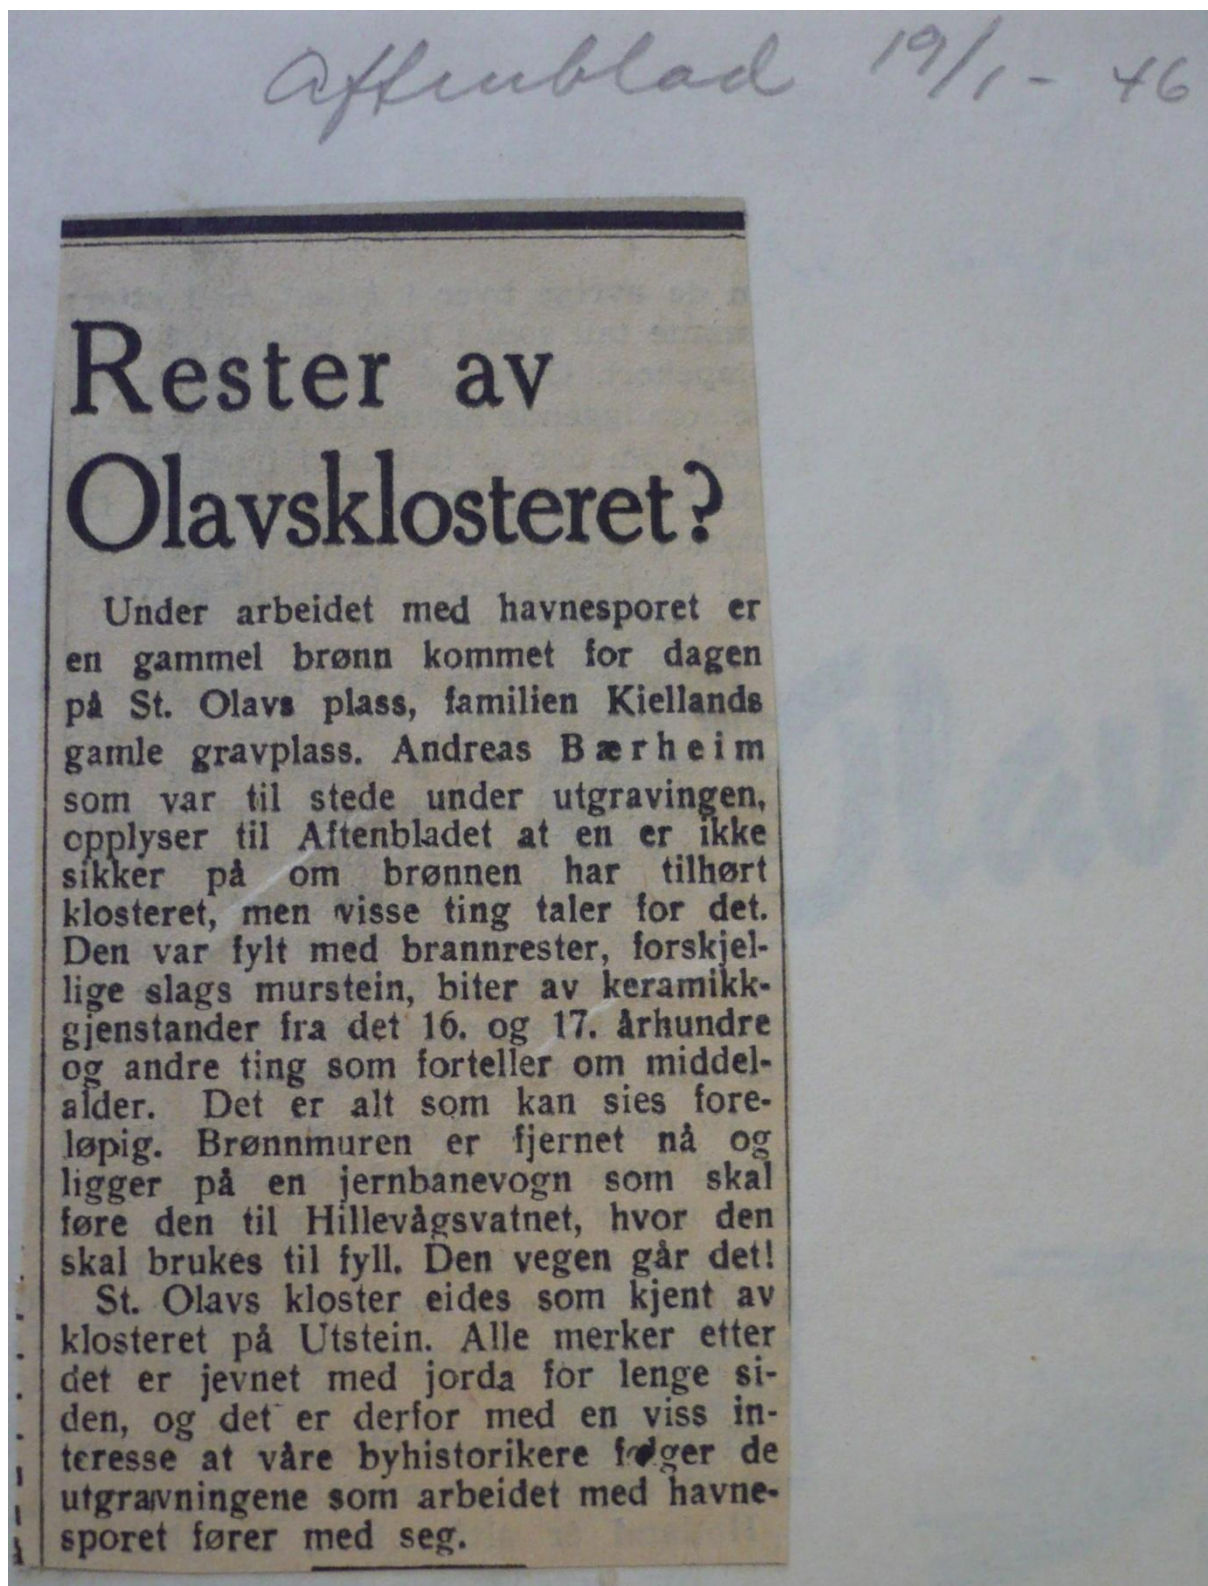 Aftenblad 19/1 - 46
Rester av
Olavsklosteret?
Under arbeidet med havnesporet er
en gammel brønn kommet for dagen
på St. Olavs plass, familien Kiellands
gamle gravplass. Andreas Bærheim
som var til stede under utgravingen,
opplyser til Aftenbladet at en er ikke
sikker på om brønnen har tilhørt
klosteret, men visse ting taler for det.
Den var fylt med brannrester, forskjel-
lige slags murstein, biter av keramikk-
gjenstander fra det 16. og 17. århundre
og andre ting som forteller om middel-
alder. Det er alt som kan sies fore-
løpig. Brønnmuren er fjernet nå og
ligger på en jernbanevogn som skal
føre den til Hillevågsvatnet, hvor den
skal brukes til fyll. Den vegen går det!
St. Olavs kloster eides som kjent av
klosteret på Utstein. Alle merker etter
det er jevnet med jorda for lenge si-
den, og det er derfor med en viss in-
teresse at våre byhistorikere følger de
utgravningene som arbeidet med havne-
sporet fører med seg.